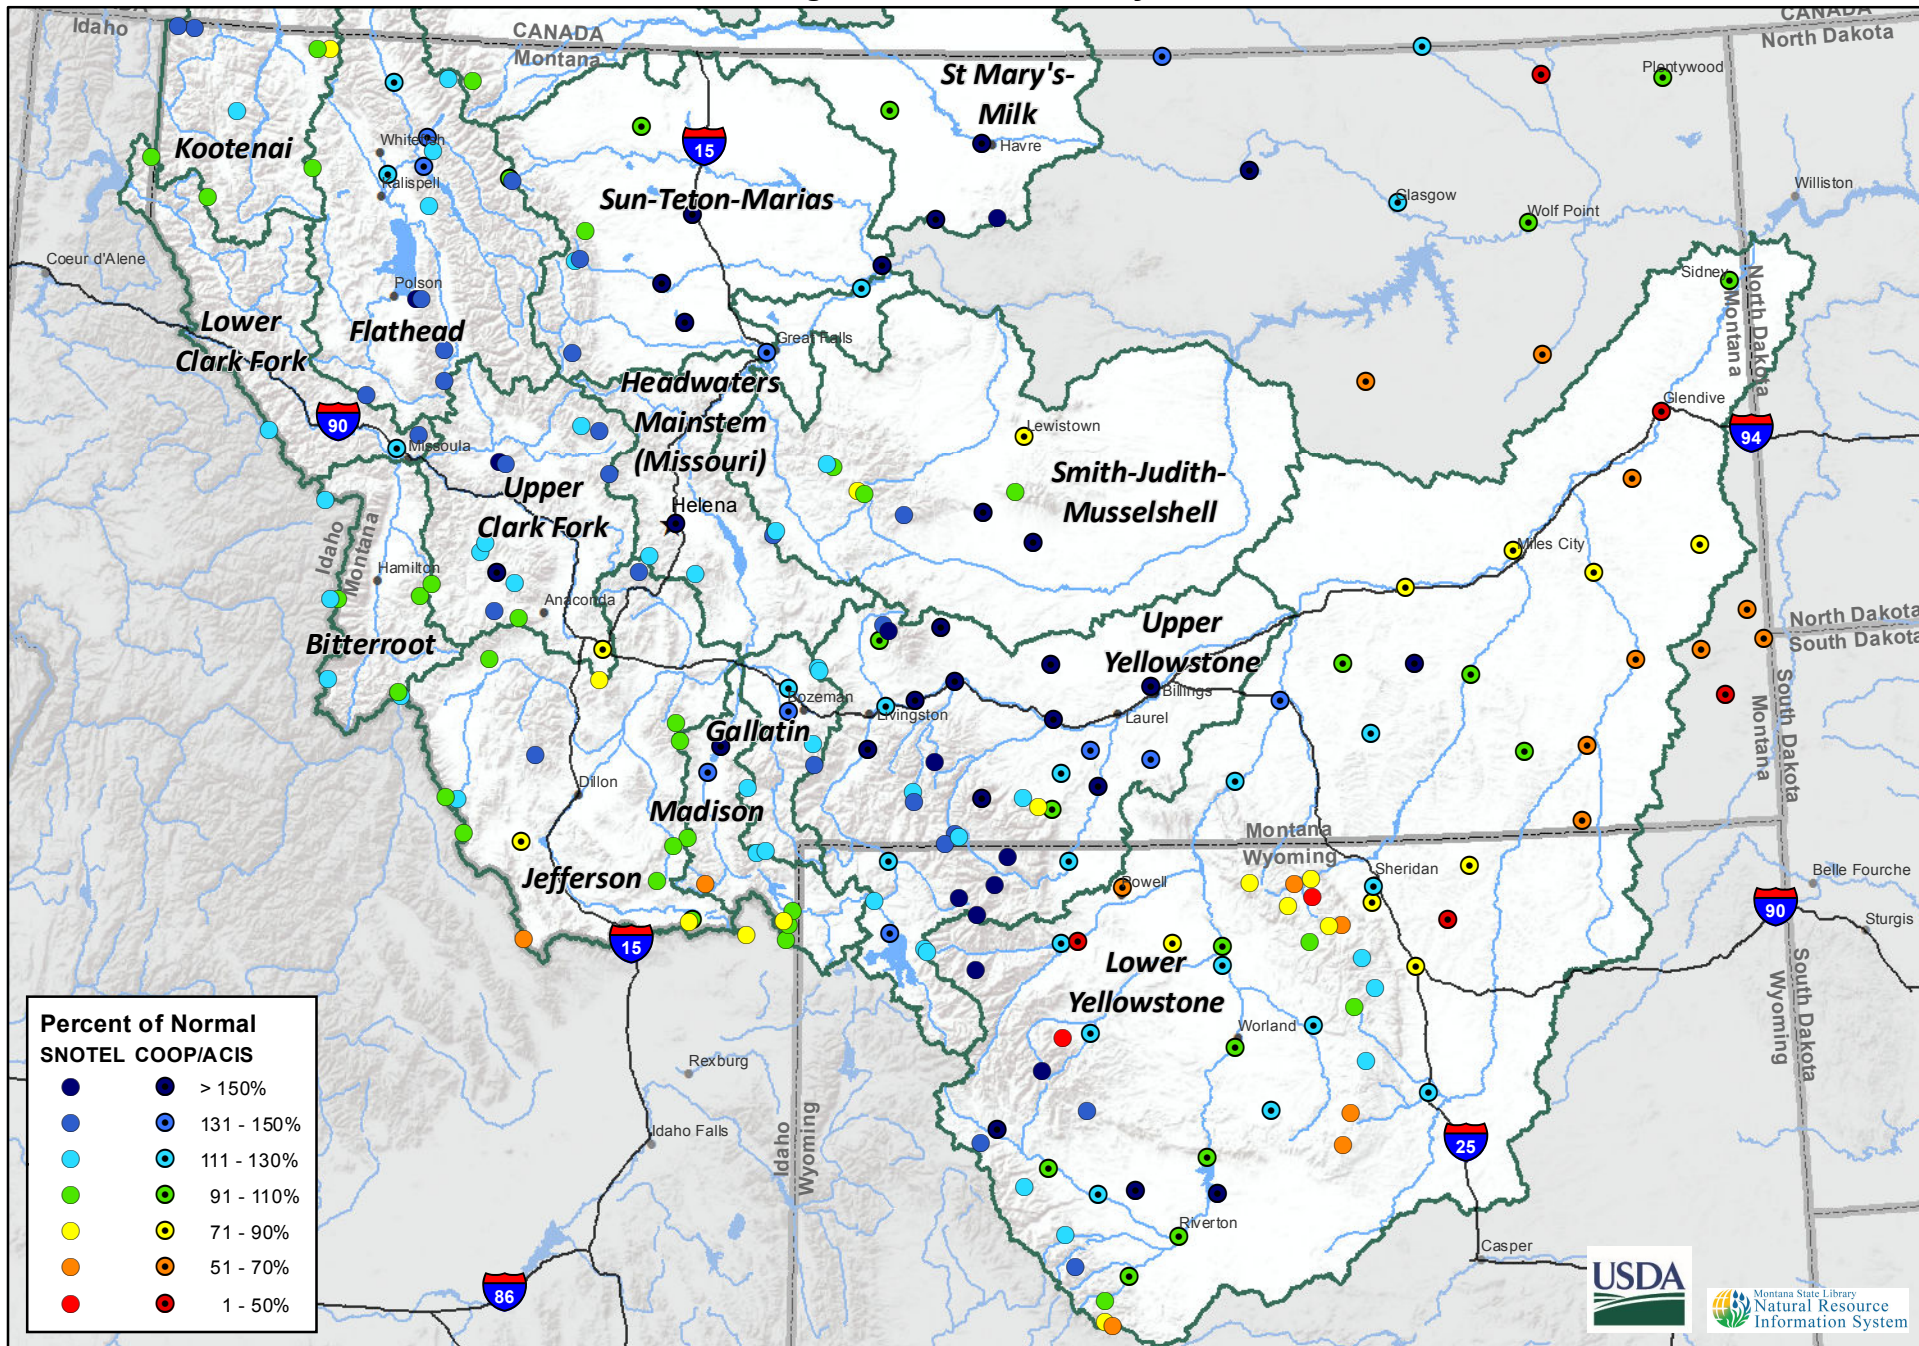 CANADA
Idaho
CANADA
Montana
CANADA
North Dakota
St Mary's-
Milk
Plentywood
Kootenai
Whitefish
15
Havre
Kalispell
Sun-Teton-Marias
Glasgow
Wolf Point
Williston
Coeur d'Alene
Polson
Sidney
North Dakota
Montana
Lower
Clark Fork
Flathead
Great Falls
Headwaters
Mainstem
(Missouri)
Glendive
90
Missoula
Lewistown
94
Upper
Clark Fork
Helena
Smith-Judith-
Musselshell
Idaho
Montana
Hamilton
Miles City
Anaconda
Bitterroot
Upper
Yellowstone
North Dakota
South Dakota
Bozeman
Livingston
Billings
Laurel
Gallatin
South Dakota
Montana
Dillon
Madison
Montana
Wyoming
Jefferson
Powell
Sheridan
Belle Fourche
90
Sturgis
15
Lower
Yellowstone
South Dakota
Wyoming
Percent of Normal
SNOTEL COOP/ACIS
> 150%
131 - 150%
111 - 130%
91 - 110%
71 - 90%
51 - 70%
1 - 50%
Worland
Rexburg
Idaho Falls
Idaho
Wyoming
25
Riverton
Casper
86
USDA
Montana State Library
Natural Resource
Information System